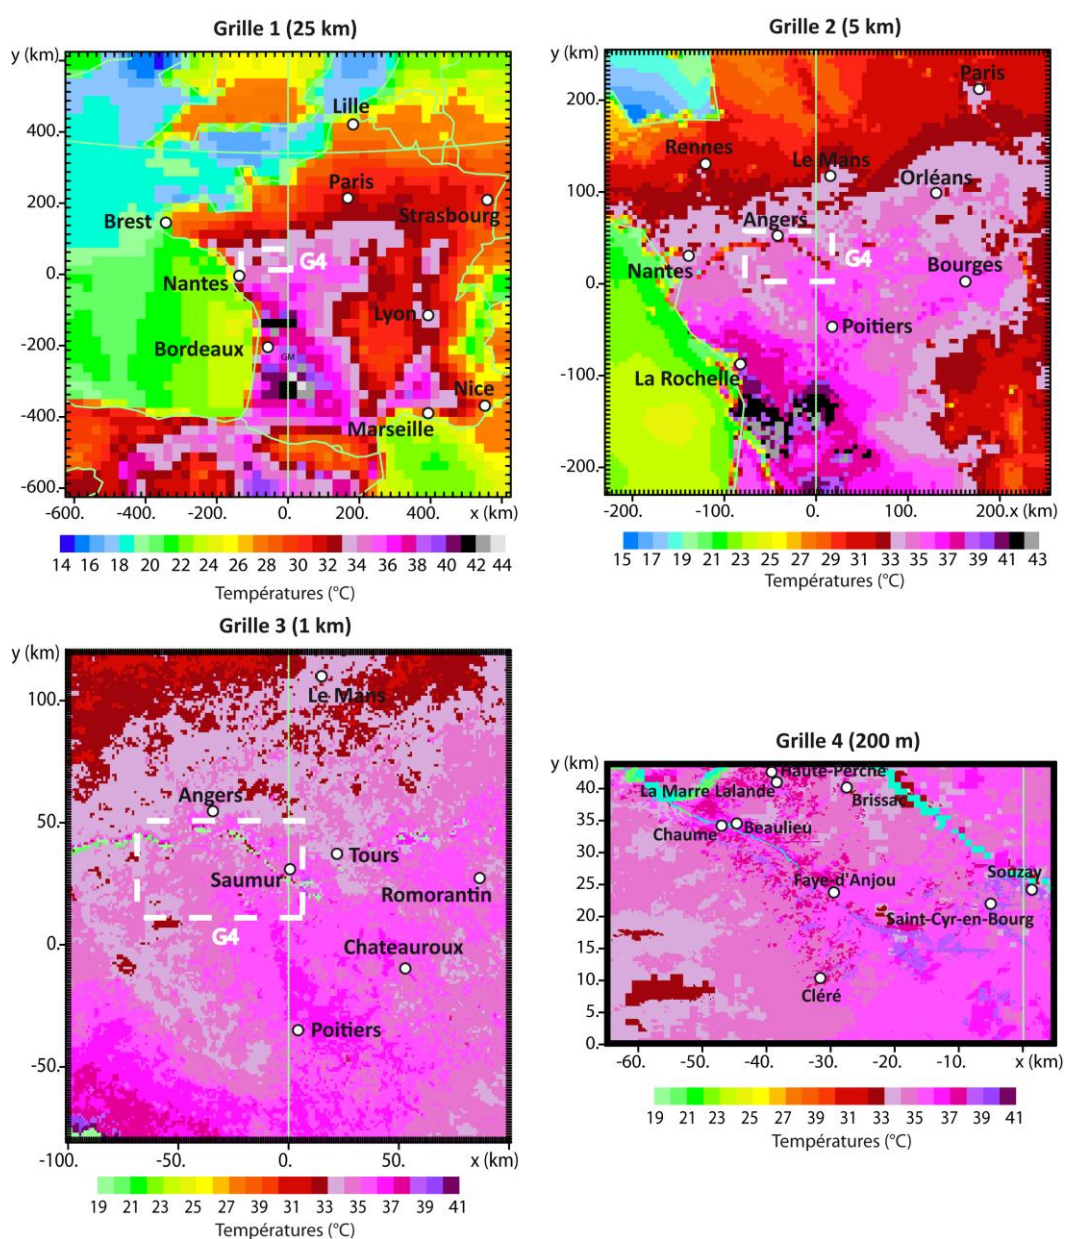 Grille 1 (25 km)
y (km)
400.
200.
0.
-200.
-400.
-600.
Lille
Paris
Strasbourg
Brest
G4
Nantes
Lyon
Bordeaux
GM
Nice
Marseille
-600. -400. -200. 0. 200. 400. x (km)
14 16 18 20 22 24 26 28 30 32 34 36 38 40 42 44
Températures (°C)
Grille 2 (5 km)
y (km)
200.
100.
0.
-100.
-200.
Paris
Rennes
Le Mans
Orléans
Angers
Nantes
G4
Bourges
Poitiers
La Rochelle
-200. -100. 0. 100. 200. x (km)
15 17 19 21 23 25 27 29 31 33 35 37 39 41 43
Températures (°C)
Grille 3 (1 km)
y (km)
100.
50.
0.
-50.
Le Mans
Angers
Tours
Saumur
Romorantin
G4
Chateauroux
Poitiers
-100. -50. 0. 50. x (km)
19 21 23 25 27 39 31 33 35 37 39 41
Températures (°C)
Grille 4 (200 m)
y (km)
40.
35.
30.
25.
20.
15
10.
5.
0.
Haute-Perche
La Marre Lalande
Brissac
Chaume
Beaulieu
Faye-d'Anjou
Souzay
Saint-Cyr-en-Bourg
Cléré
-60. -50. -40. -30. -20. -10. 0. x (km)
19 21 23 25 27 39 31 33 35 37 39 41
Températures (°C)